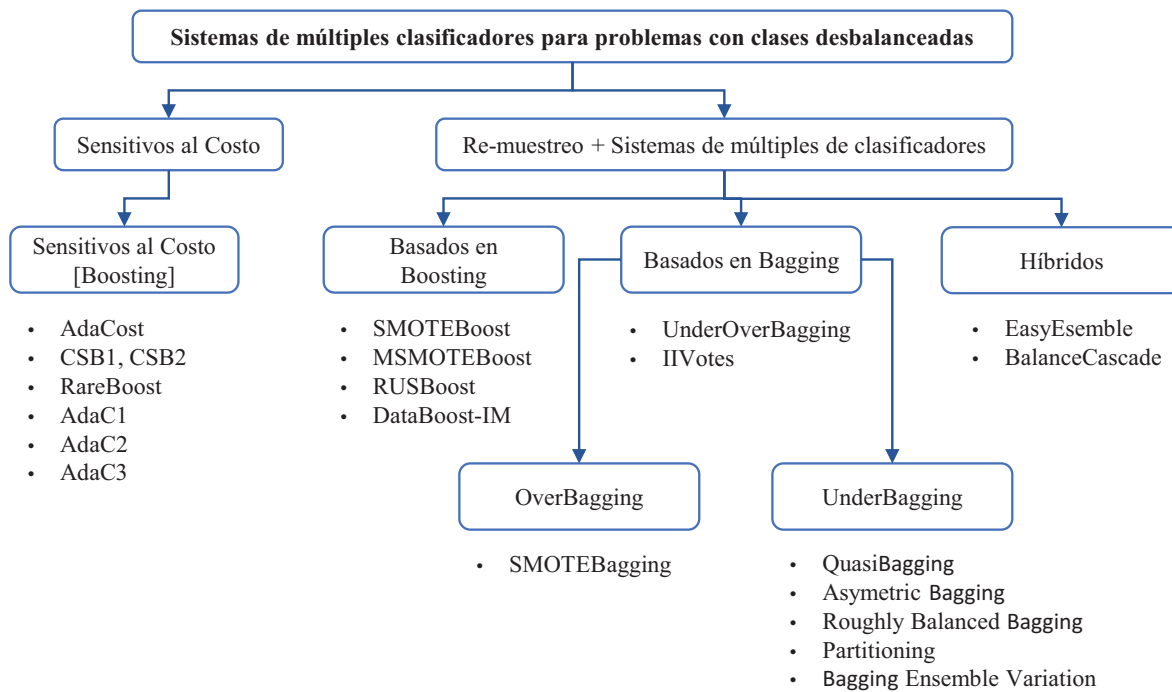 Sistemas de múltiples clasificadores para problemas con clases desbalanceadas
Sensitivos al Costo
Re-muestreo + Sistemas de múltiples de clasificadores
Sensitivos al Costo
[Boosting]
• AdaCost
• CSB1, CSB2
• RareBoost
• AdaC1
• AdaC2
• AdaC3
Basados en
Boosting
• SMOTEBoost
• MSMOTEBoost
• RUSBoost
• DataBoost-IM
Basados en Bagging
• UnderOverBagging
• IIVotes
Híbridos
• EasyEsemble
• BalanceCascade
OverBagging
• SMOTEBagging
UnderBagging
• QuasiBagging
• Asymetric Bagging
• Roughly Balanced Bagging
• Partitioning
• Bagging Ensemble Variation